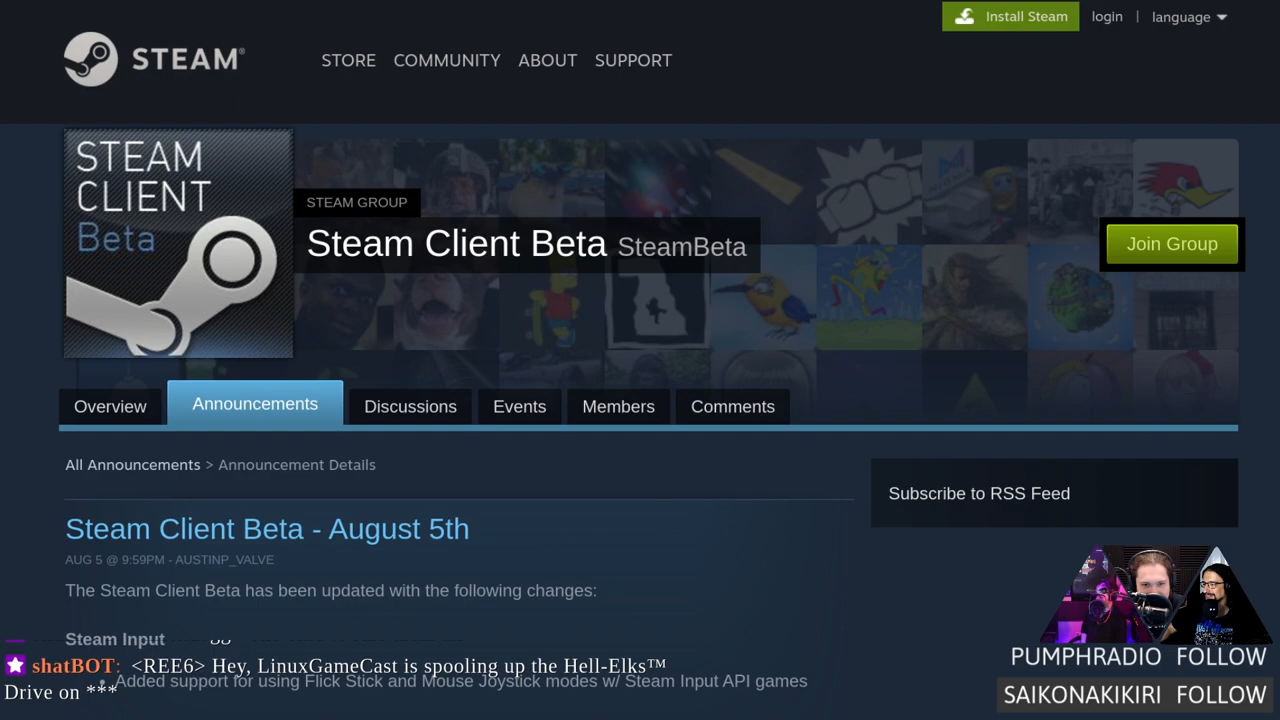 Install Steam login | language
STEAM®
STORE COMMUNITY ABOUT SUPPORT
STEAM
CLIENT
Beta
STEAM GROUP
Steam Client Beta SteamBeta
Join Group
Overview Announcements Discussions Events Members Comments
All Announcements > Announcement Details
Subscribe to RSS Feed
Steam Client Beta - August 5th
AUG 5 @ 9:59PM - AUSTINP_VALVE
The Steam Client Beta has been updated with the following changes:
Steam Input
shatBOT: <REE6> Hey, LinuxGameCast is spooling up the Hell-Elks™
Drive on ***
Added support for using Flick Stick and Mouse Joystick modes w/ Steam Input API games
PUMPHRADIO FOLLOW
SAIKONAKIKIRI FOLLOW